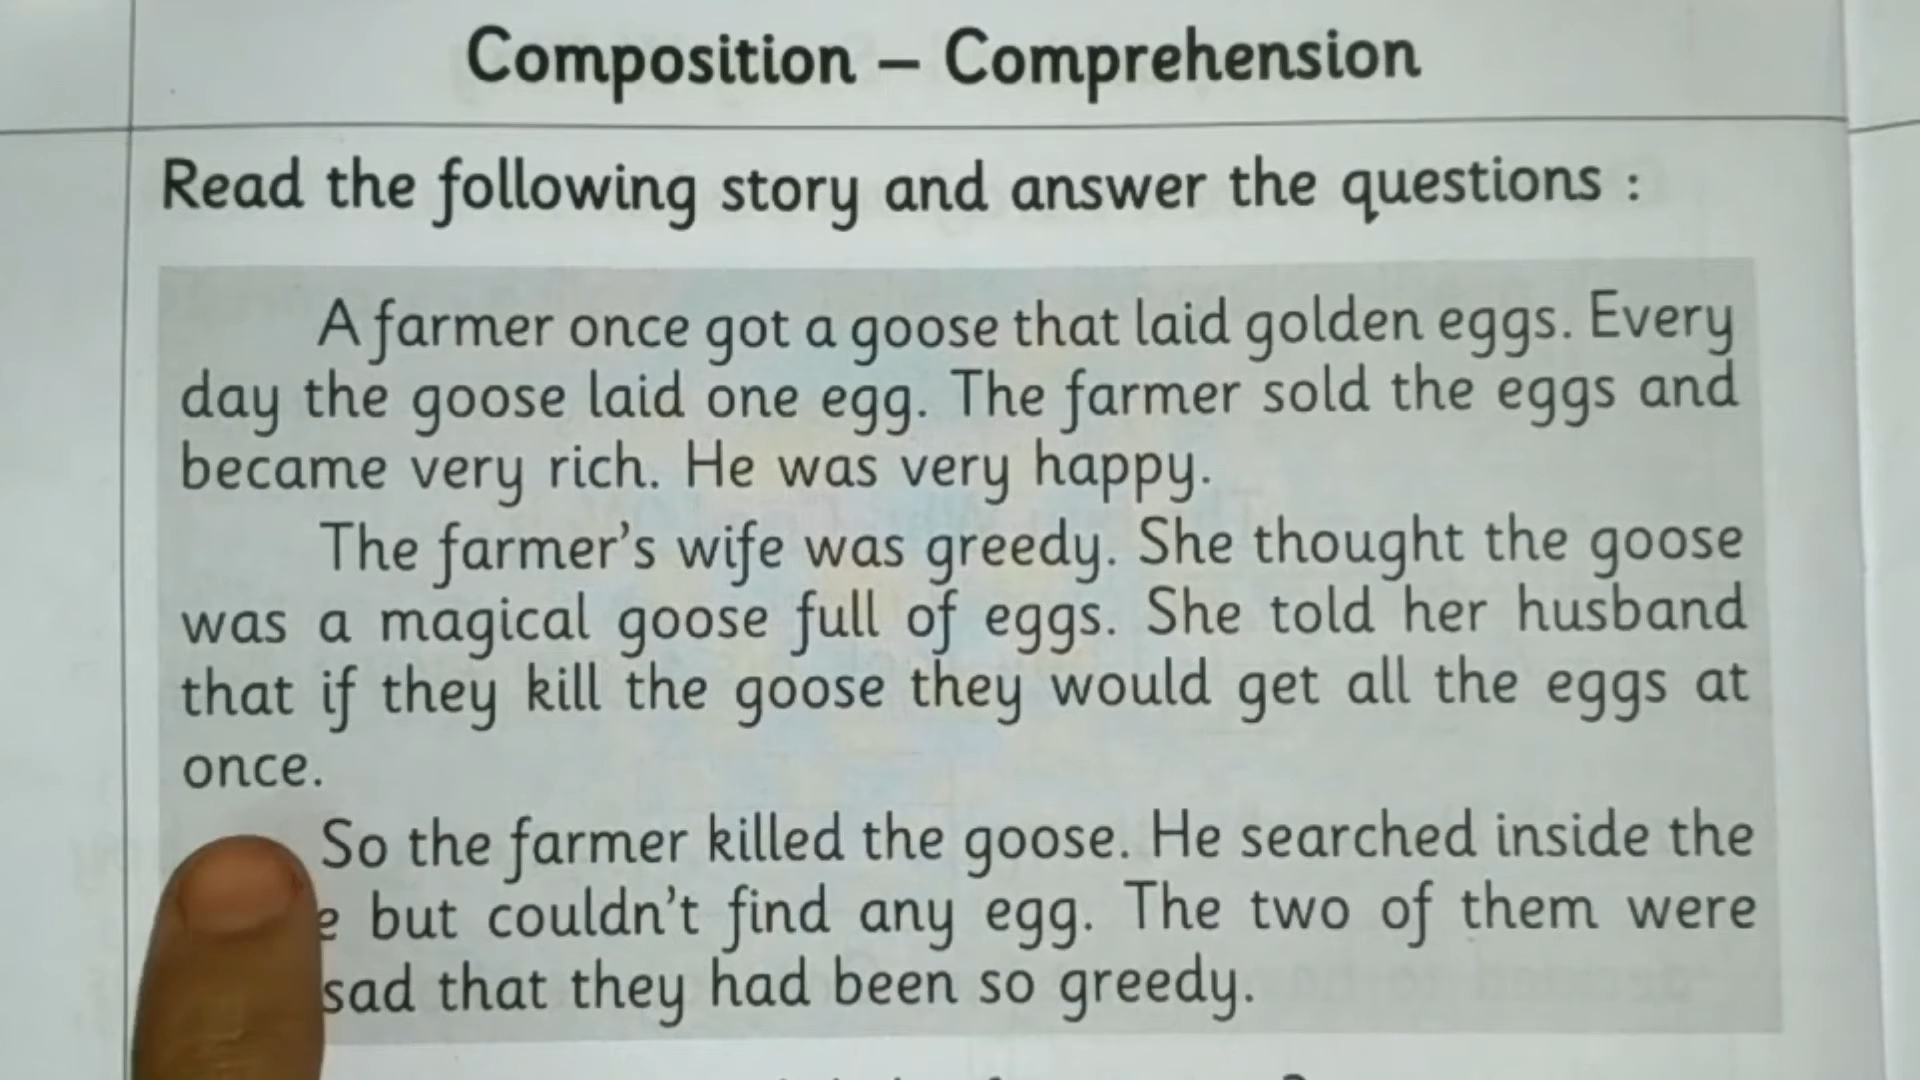 Composition – Comprehension
Read the following story and answer the questions :
A farmer once got a goose that laid golden eggs. Every
day the goose laid one egg. The farmer sold the eggs and
became very rich. He was very happy.
The farmer's wife was greedy. She thought the goose
was a magical goose full of eggs. She told her husband
that if they kill the goose they would get all the eggs at
once.
So the farmer killed the goose. He searched inside the
but couldn't find any egg. The two of them were
sad that they had been so greedy.